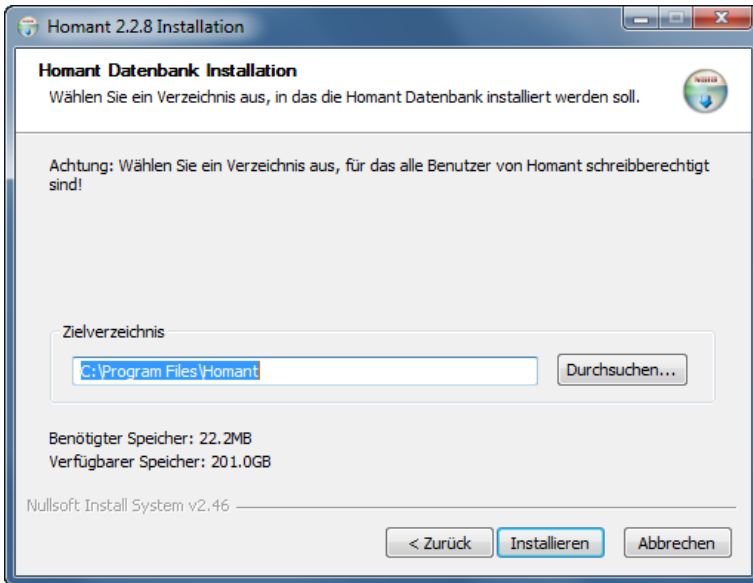 Homant 2.2.8 Installation
Homant Datenbank Installation
Wählen Sie ein Verzeichnis aus, in das die Homant Datenbank installiert werden soll.
Achtung: Wählen Sie ein Verzeichnis aus, für das alle Benutzer von Homant schreibberechtigt
sind!
Zielverzeichnis
C:\Program Files\Homant
Durchsuchen...
Benötigter Speicher: 22.2MB
Verfügbarer Speicher: 201.0GB
Nullsoft Install System v2.46
< Zurück
Installieren
Abbrechen